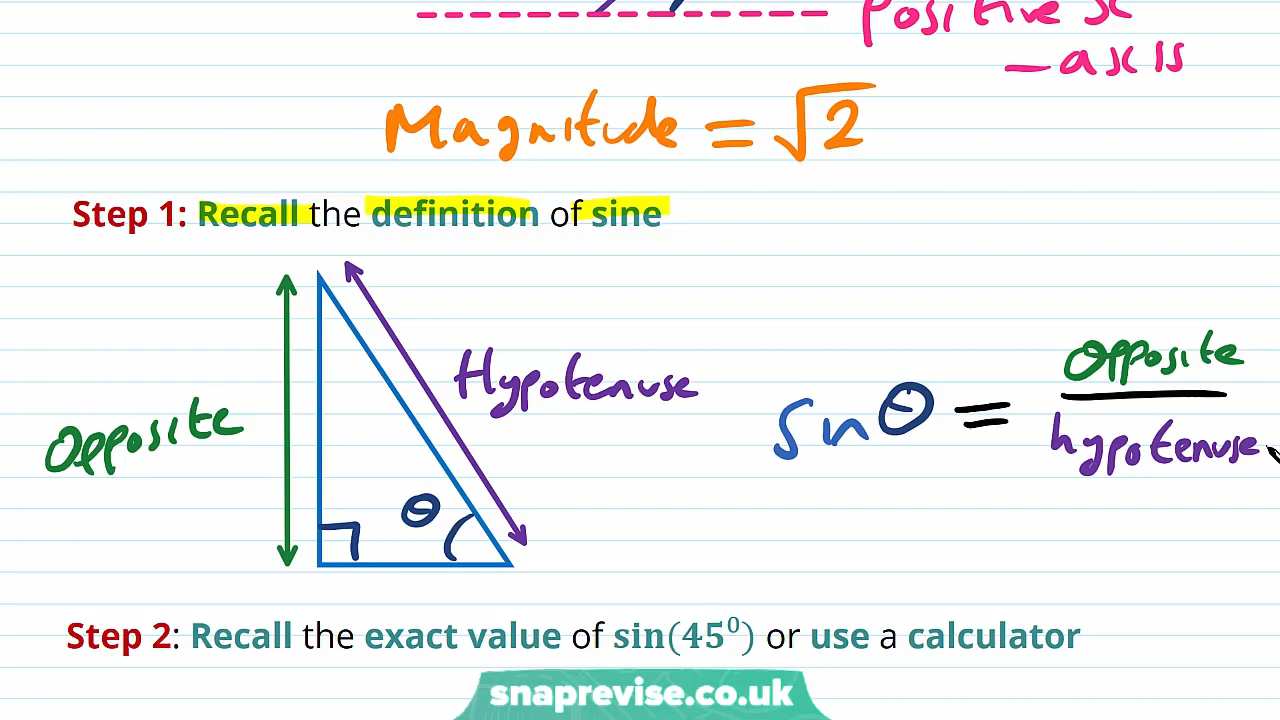 Positive x
-axis
Magnitude = √2
Step 1: Recall the definition of sine
Opposite
Hypotenuse
θ
sinθ = Opposite / hypotenuse
Step 2: Recall the exact value of sin(45⁰) or use a calculator
snaprevise.co.uk